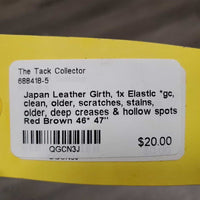 The Tack Collector
6BB418-5
Japan Leather Girth, 1x Elastic *gc,
clean, older, scratches, stains,
older, deep creases & hollow spots
Red Brown 46" 47"
$20.00
QGCN3J